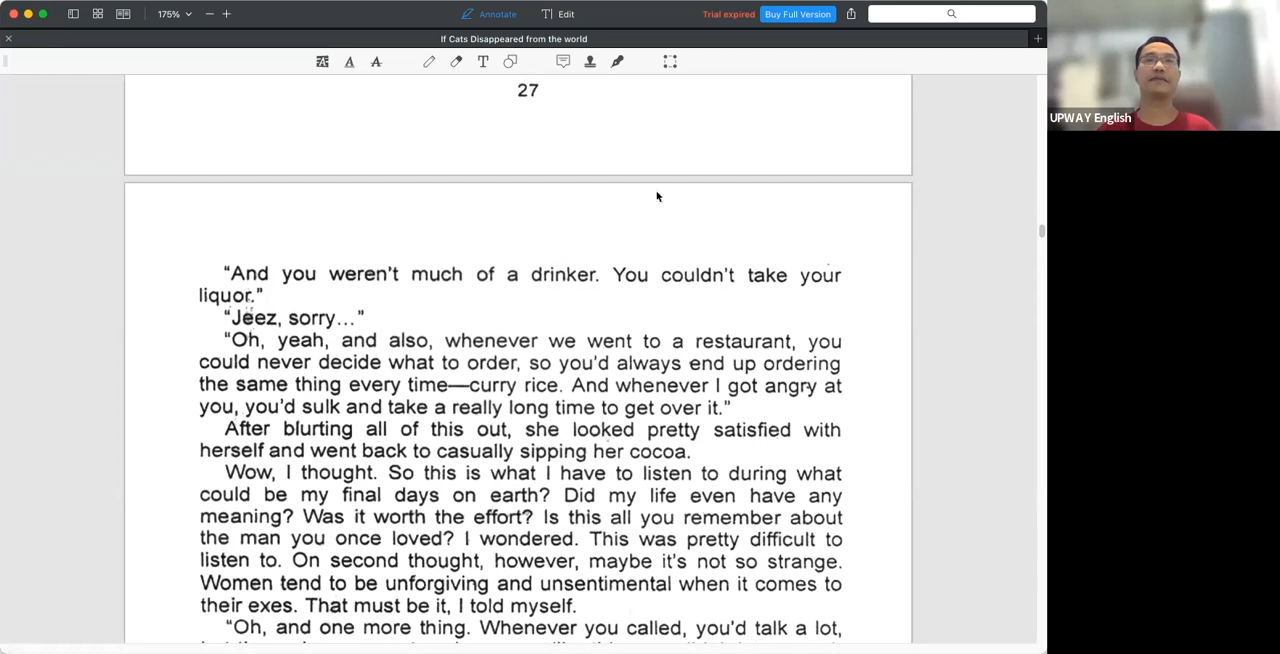 175%
Annotate
Edit
Trial expired
Buy Full Version
If Cats Disappeared from the world
27
UPWAY English
“And you weren't much of a drinker. You couldn't take your
liquor.”
“Jeez, sorry…”
“Oh, yeah, and also, whenever we went to a restaurant, you
could never decide what to order, so you'd always end up ordering
the same thing every time—curry rice. And whenever I got angry at
you, you'd sulk and take a really long time to get over it.”
After blurting all of this out, she looked pretty satisfied with
herself and went back to casually sipping her cocoa.
Wow, I thought. So this is what I have to listen to during what
could be my final days on earth? Did my life even have any
meaning? Was it worth the effort? Is this all you remember about
the man you once loved? I wondered. This was pretty difficult to
listen to. On second thought, however, maybe it's not so strange.
Women tend to be unforgiving and unsentimental when it comes to
their exes. That must be it, I told myself.
“Oh, and one more thing. Whenever you called, you'd talk a lot,